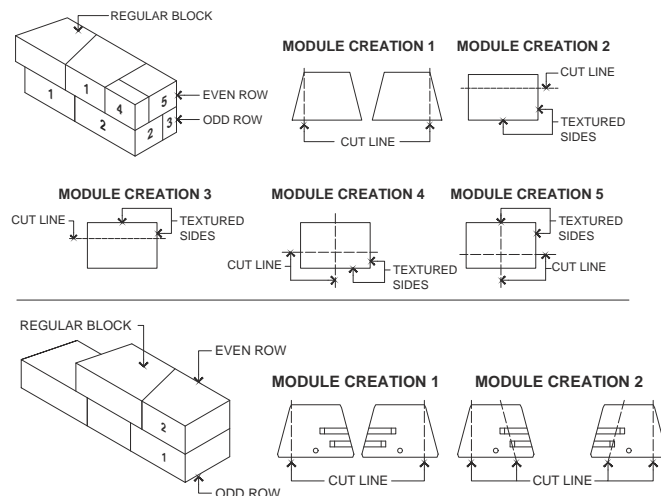 REGULAR BLOCK
1
1
4
5
1
2
2
3
EVEN ROW
ODD ROW
MODULE CREATION 1
CUT LINE
MODULE CREATION 2
CUT LINE
TEXTURED
SIDES
MODULE CREATION 3
CUT LINE
TEXTURED
SIDES
MODULE CREATION 4
CUT LINE
TEXTURED
SIDES
MODULE CREATION 5
TEXTURED
SIDES
CUT LINE
REGULAR BLOCK
EVEN ROW
2
1
ODD ROW
MODULE CREATION 1
CUT LINE
MODULE CREATION 2
CUT LINE